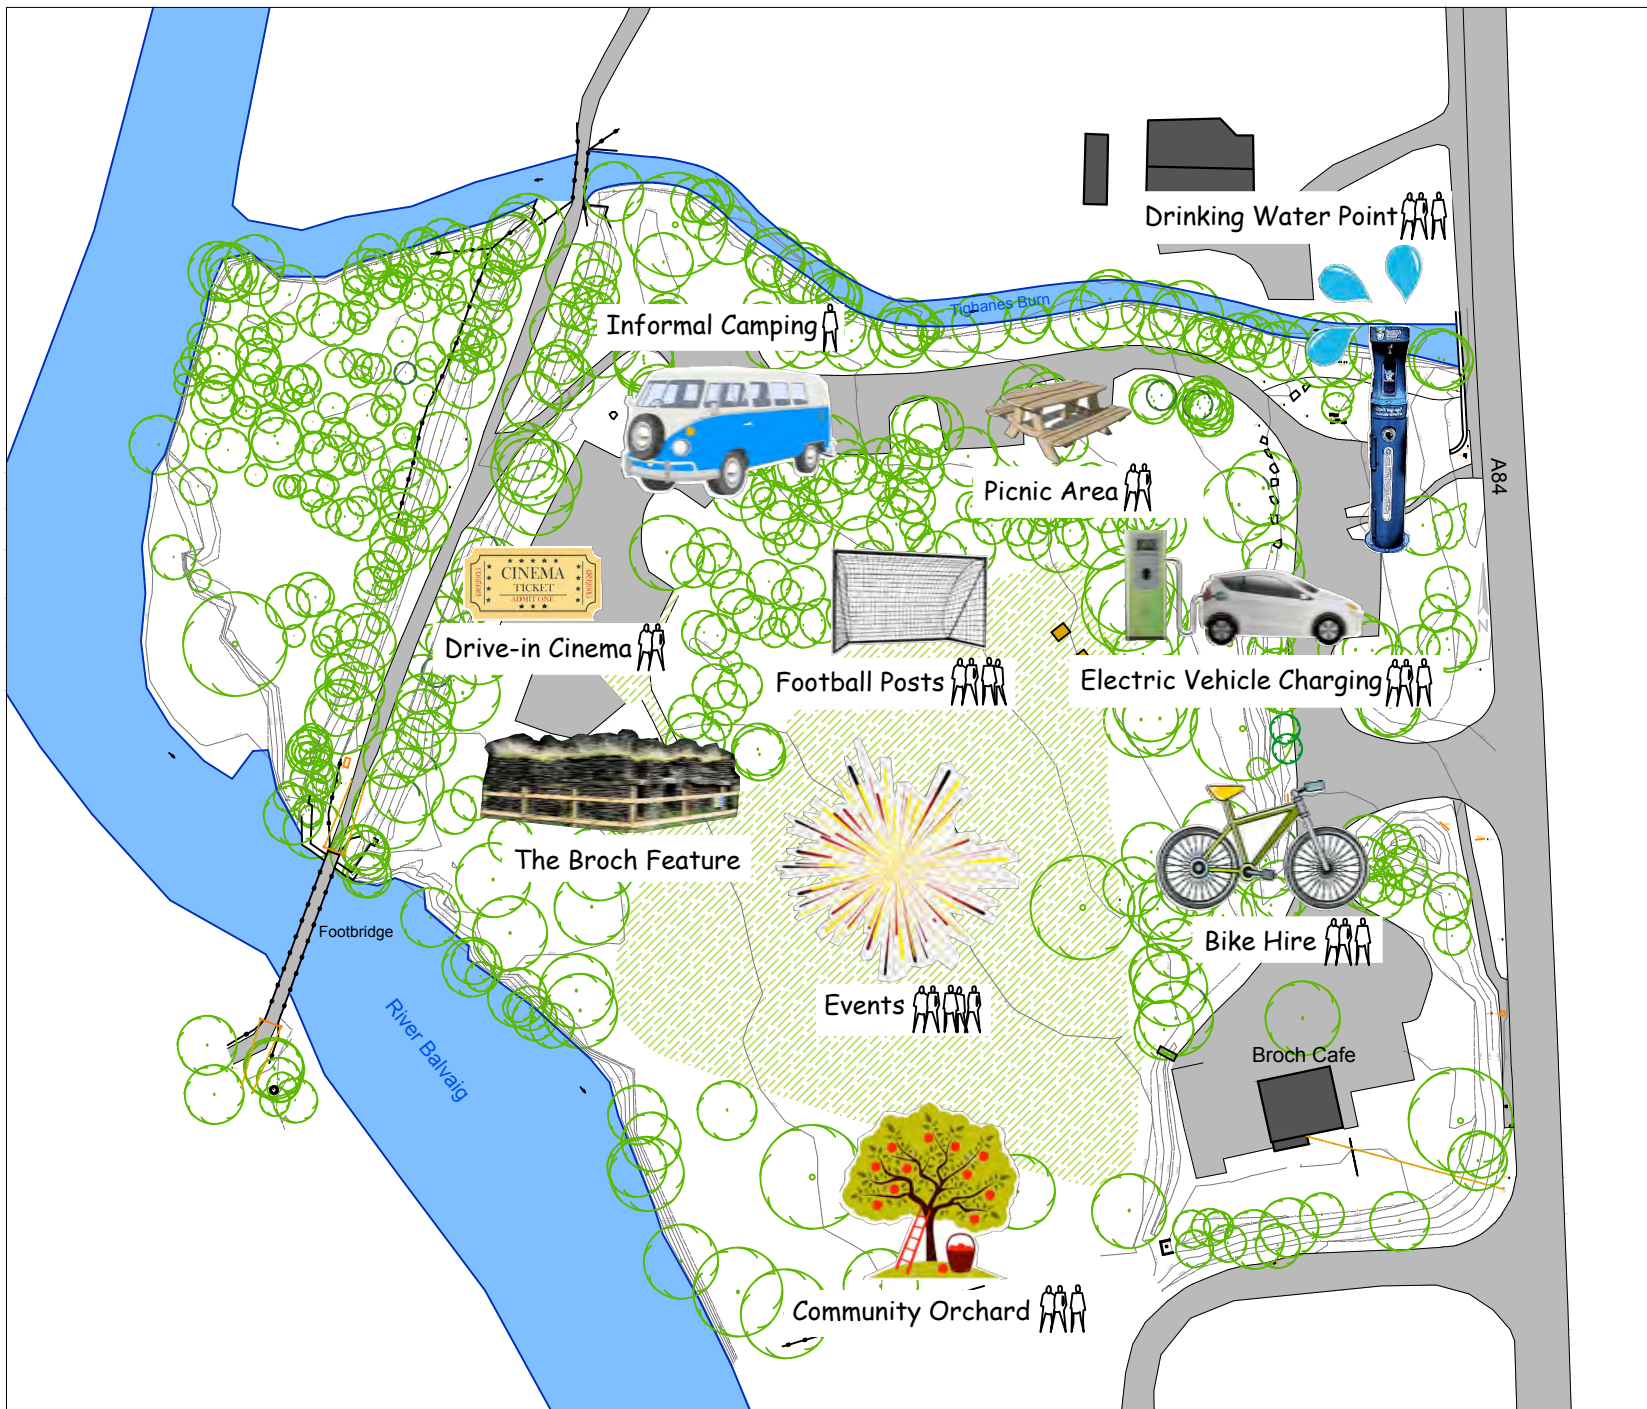 Drinking Water Point
Tighanes Burn
Informal Camping
Picnic Area
A84
CINEMA
TICKET
ADMIT ONE
Drive-in Cinema
Football Posts
Electric Vehicle Charging
N
The Broch Feature
Footbridge
Bike Hire
Events
River Balvaig
Broch Cafe
Community Orchard